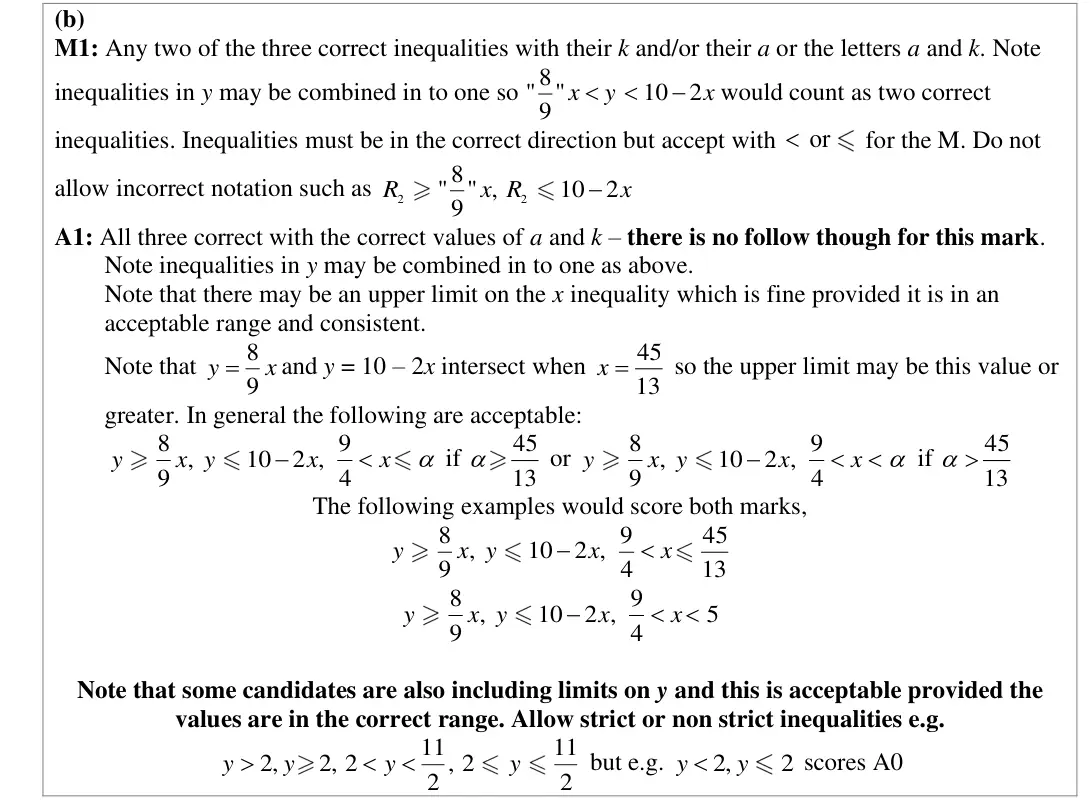 (b)
M1: Any two of the three correct inequalities with their k and/or their a or the letters a and k. Note
inequalities in y may be combined in to one so "8/9"x < y < 10 − 2x would count as two correct
inequalities. Inequalities must be in the correct direction but accept with < or ⩽ for the M. Do not
allow incorrect notation such as R₂ ⩾ "8/9"x, R₂ ⩽ 10 − 2x
A1: All three correct with the correct values of a and k – there is no follow though for this mark.
Note inequalities in y may be combined in to one as above.
Note that there may be an upper limit on the x inequality which is fine provided it is in an
acceptable range and consistent.
Note that y = 8/9 x and y = 10 – 2x intersect when x = 45/13 so the upper limit may be this value or
greater. In general the following are acceptable:
y ⩾ 8/9 x, y ⩽ 10 − 2x, 9/4 < x ⩽ α if α ⩾ 45/13 or y ⩾ 8/9 x, y ⩽ 10 − 2x, 9/4 < x < α if α > 45/13
The following examples would score both marks,
y ⩾ 8/9 x, y ⩽ 10 − 2x, 9/4 < x ⩽ 45/13
y ⩾ 8/9 x, y ⩽ 10 − 2x, 9/4 < x < 5
Note that some candidates are also including limits on y and this is acceptable provided the
values are in the correct range. Allow strict or non strict inequalities e.g.
y > 2, y ⩾ 2, 2 < y < 11/2, 2 ⩽ y ⩽ 11/2 but e.g. y < 2, y ⩽ 2 scores A0